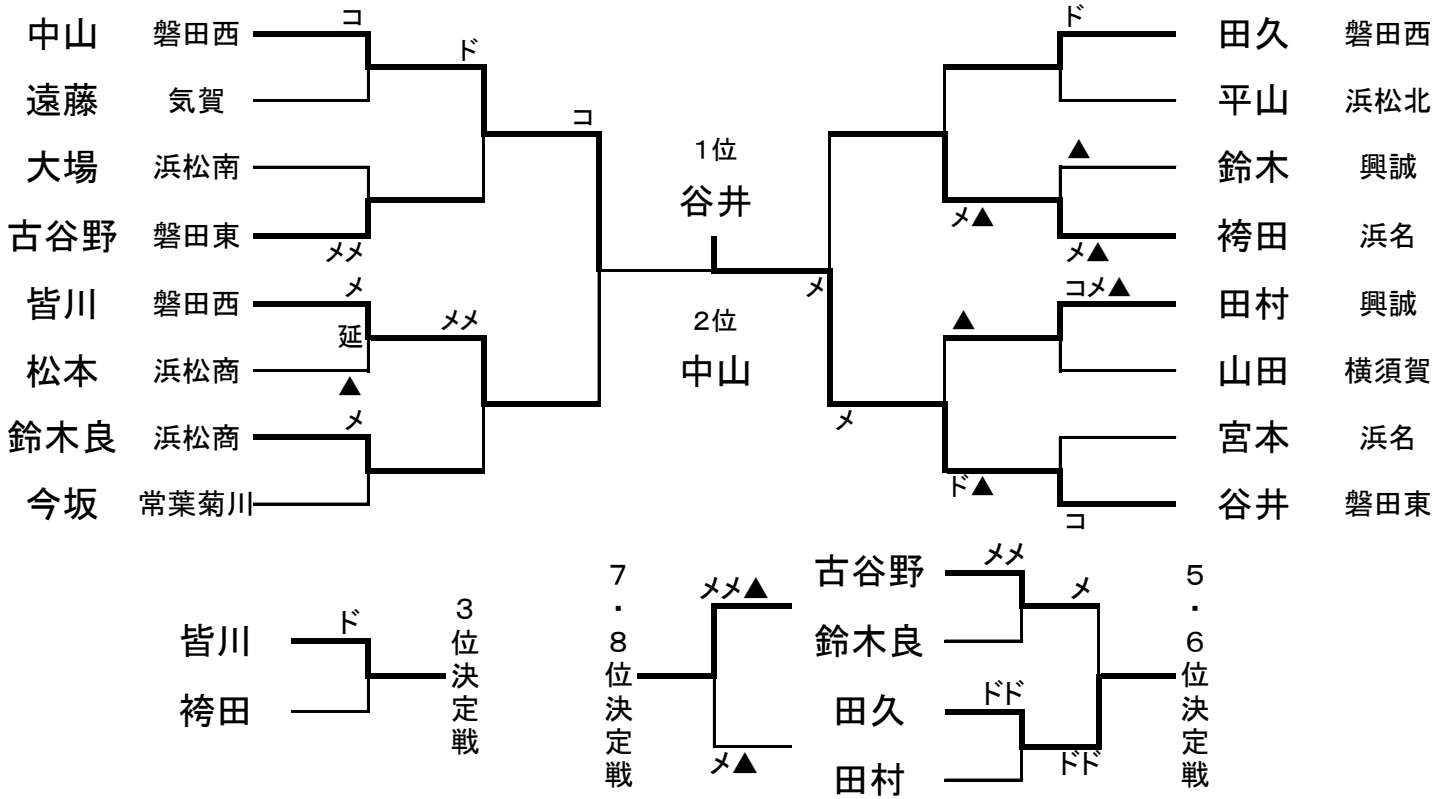 コ
中山 磐田西
ド
遠藤 気賀
コ
大場 浜松南
古谷野 磐田東
メメ
メ
皆川 磐田西
メメ
延
松本 浜松商
▲
メ
鈴木良 浜松商
今坂 常葉菊川
1位
谷井
メ
2位
中山
ド
田久 磐田西
平山 浜松北
▲
鈴木 興誠
メ▲
袴田 浜名
メ▲
コメ▲
田村 興誠
▲
山田 横須賀
メ
宮本 浜名
ド▲
谷井 磐田東
コ
皆川
ド
袴田
3位決定戦
7・8位決定戦
メメ▲
メ▲
古谷野
メメ
メ
鈴木良
田久
ドド
ドド
田村
5・6位決定戦